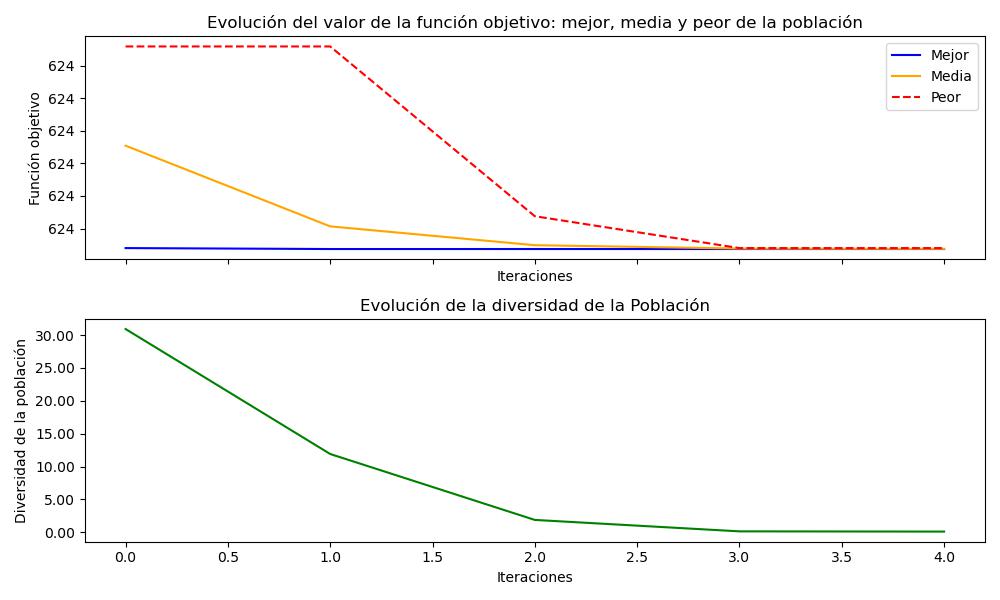 Evolución del valor de la función objetivo: mejor, media y peor de la población
Función objetivo
624
624
624
624
624
624
Mejor
Media
Peor
Iteraciones
Evolución de la diversidad de la Población
Diversidad de la población
30.00
25.00
20.00
15.00
10.00
5.00
0.00
0.0 0.5 1.0 1.5 2.0 2.5 3.0 3.5 4.0
Iteraciones